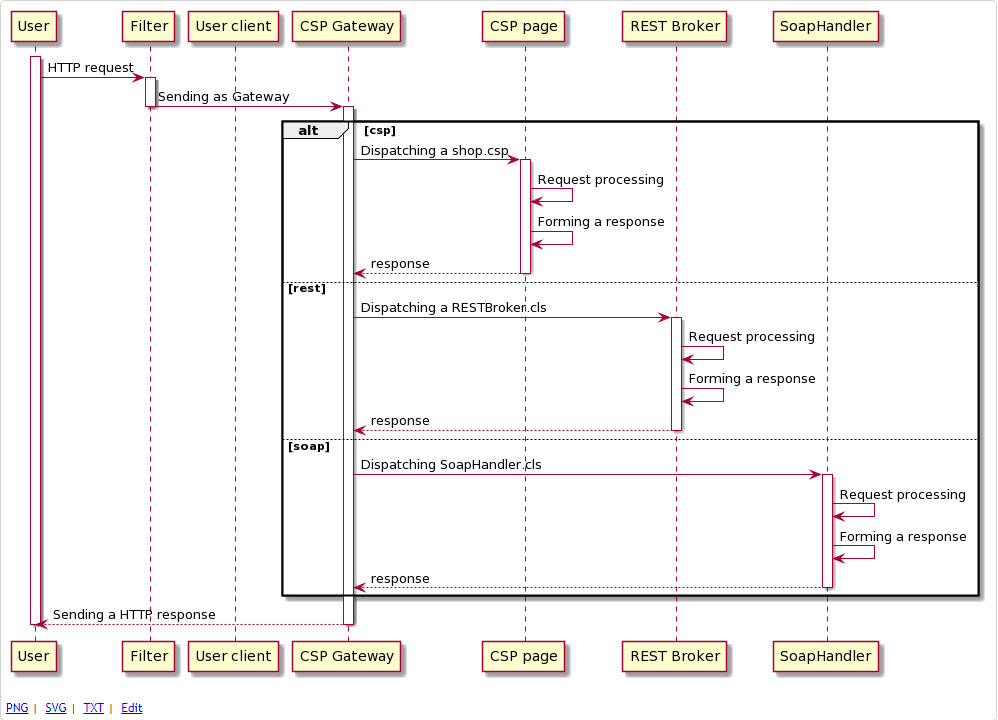 User Filter User client CSP Gateway CSP page REST Broker SoapHandler
HTTP request
Sending as Gateway
alt [csp]
Dispatching a shop.csp
Request processing
Forming a response
response
[rest]
Dispatching a RESTBroker.cls
Request processing
Forming a response
response
[soap]
Dispatching SoapHandler.cls
Request processing
Forming a response
response
Sending a HTTP response
User Filter User client CSP Gateway CSP page REST Broker SoapHandler
PNG | SVG | TXT | Edit